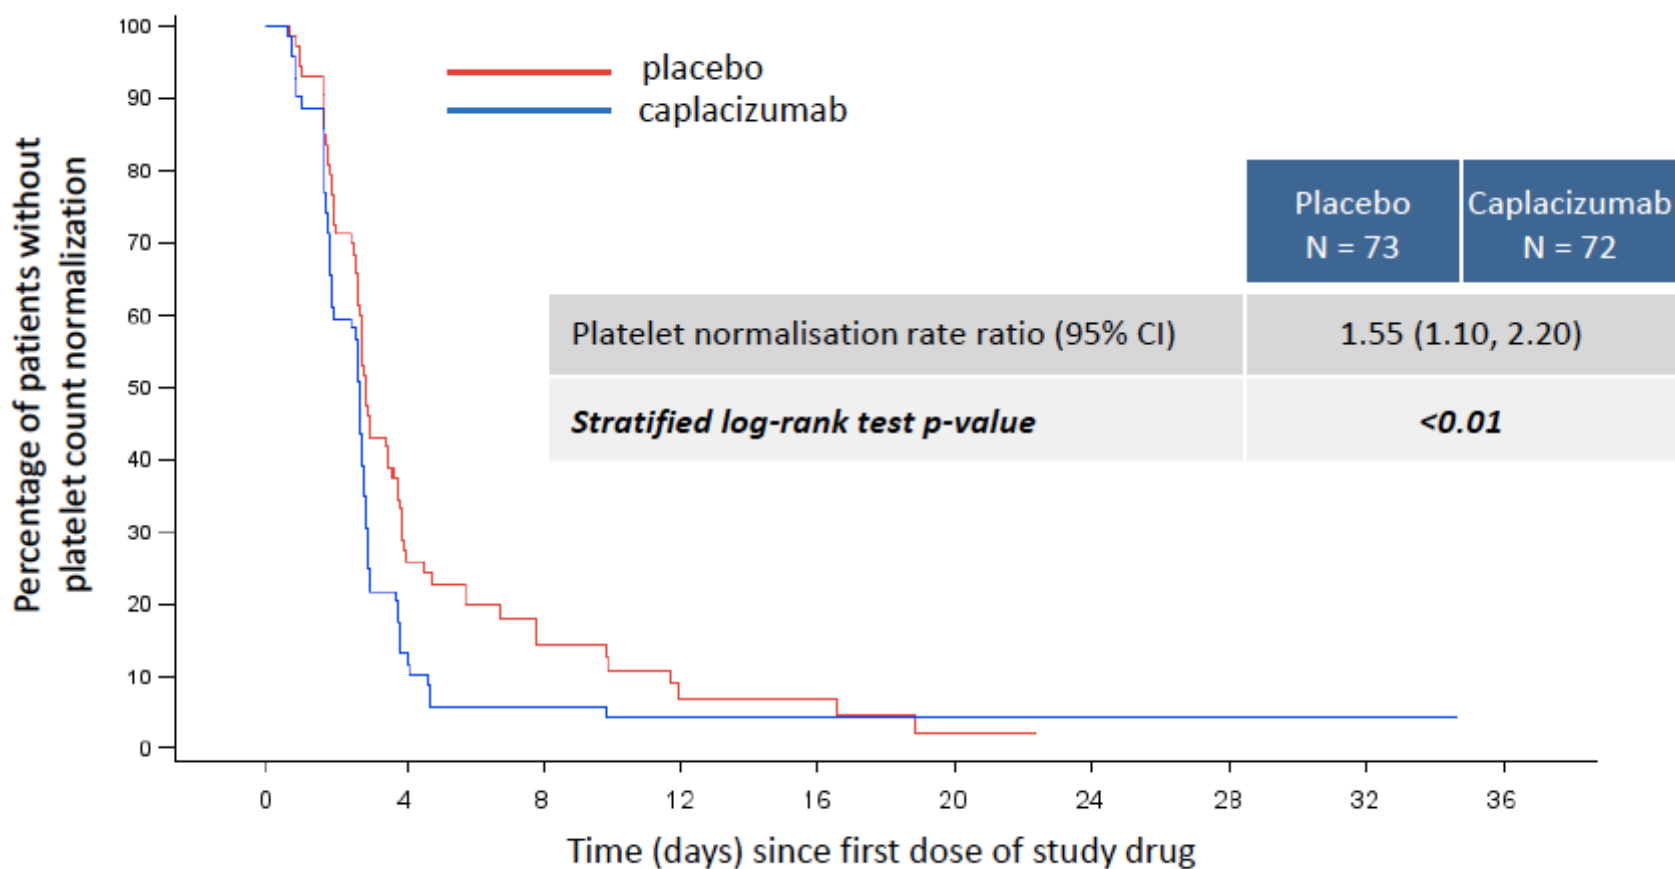 100
90
80
70
60
50
40
30
20
10
0
Percentage of patients without
platelet count normalization
placebo
caplacizumab
Placebo
N = 73
Caplacizumab
N = 72
Platelet normalisation rate ratio (95% CI)
1.55 (1.10, 2.20)
Stratified log-rank test p-value
<0.01
0 4 8 12 16 20 24 28 32 36
Time (days) since first dose of study drug